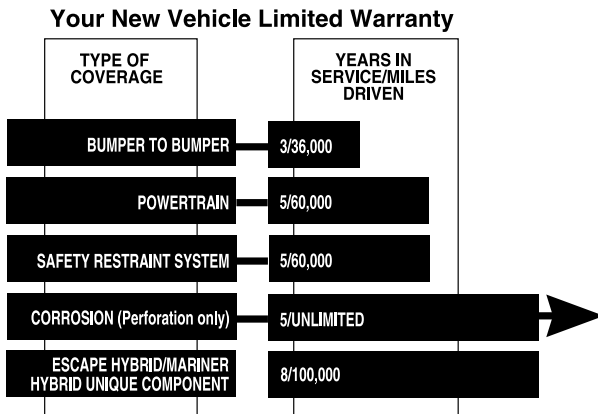 Your New Vehicle Limited Warranty
TYPE OF
COVERAGE
YEARS IN
SERVICE/MILES
DRIVEN
BUMPER TO BUMPER
3/36,000
POWERTRAIN
5/60,000
SAFETY RESTRAINT SYSTEM
5/60,000
CORROSION (Perforation only)
5/UNLIMITED
ESCAPE HYBRID/MARINER
HYBRID UNIQUE COMPONENT
8/100,000